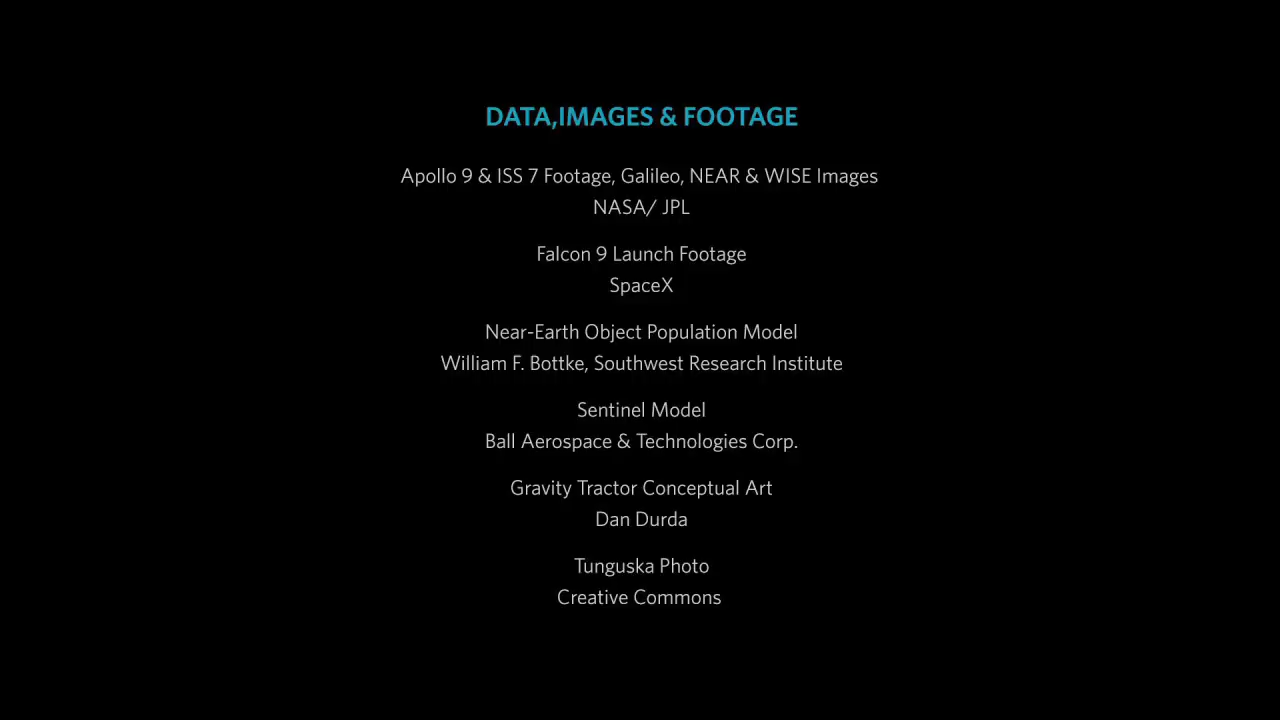 DATA,IMAGES & FOOTAGE
Apollo 9 & ISS 7 Footage, Galileo, NEAR & WISE Images
NASA/ JPL
Falcon 9 Launch Footage
SpaceX
Near-Earth Object Population Model
William F. Bottke, Southwest Research Institute
Sentinel Model
Ball Aerospace & Technologies Corp.
Gravity Tractor Conceptual Art
Dan Durda
Tunguska Photo
Creative Commons